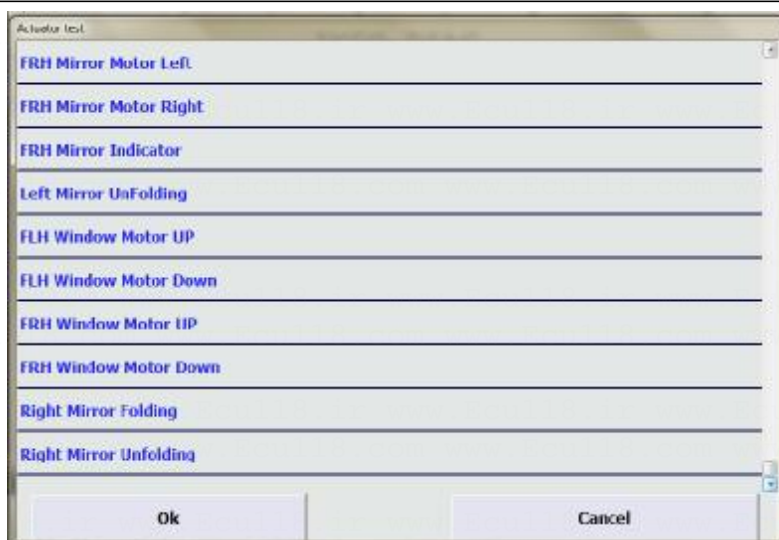 Actuator test
FRH Mirror Motor Left
FRH Mirror Motor Right
FRH Mirror Indicator
Left Mirror UnFolding
FLH Window Motor UP
FLH Window Motor Down
FRH Window Motor UP
FRH Window Motor Down
Right Mirror Folding
Right Mirror Unfolding
Ok
Cancel